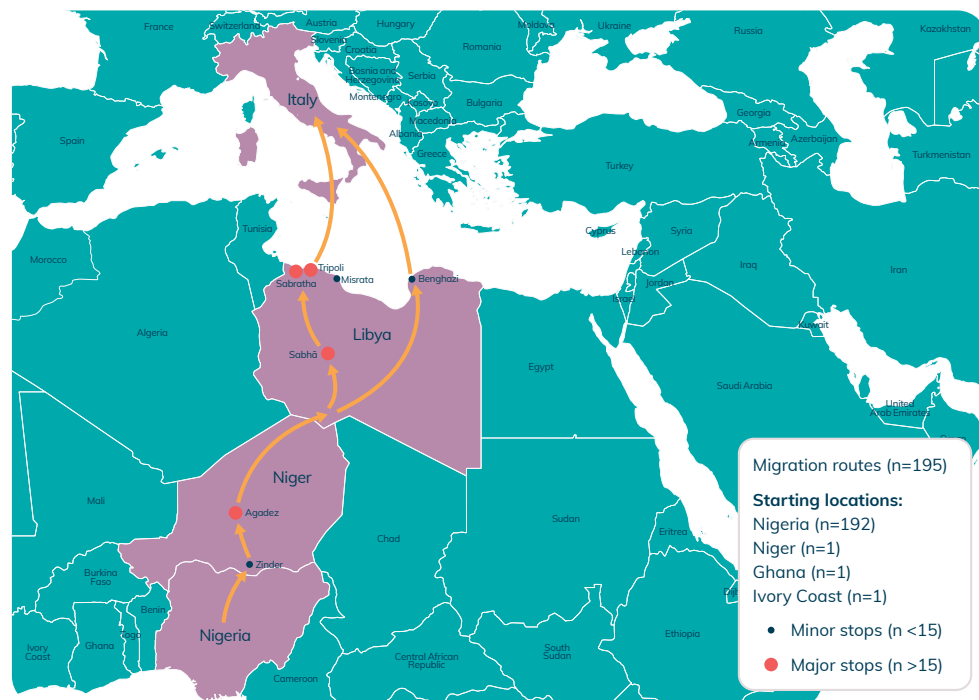 France
Switzerland
Austria
Hungary
Moldova
Ukraine
Russia
Kazakhstan
Slovenia
Croatia
Romania
Bosnia and
Herzegovina
Serbia
Italy
Montenegro
Kosovo
Bulgaria
Macedonia
Albania
Greece
Georgia
Armenia
Azerbaijan
Turkmenistan
Spain
Turkey
Tunisia
Cyprus
Syria
Lebanon
Morocco
Tripoli
Sabratha
Misrata
Benghazi
Israel
Jordan
Iraq
Iran
Kuwait
Algeria
Libya
Sabhā
Egypt
Saudi Arabia
United
Arab Emirates
Niger
Mali
Agadez
Chad
Sudan
Eritrea
Zinder
Burkina
Faso
Benin
Togo
Ghana
Ivory
Coast
Nigeria
Cameroon
Central African
Republic
South
Sudan
Ethiopia
Migration routes (n=195)
Starting locations:
Nigeria (n=192)
Niger (n=1)
Ghana (n=1)
Ivory Coast (n=1)
Minor stops (n <15)
Major stops (n >15)